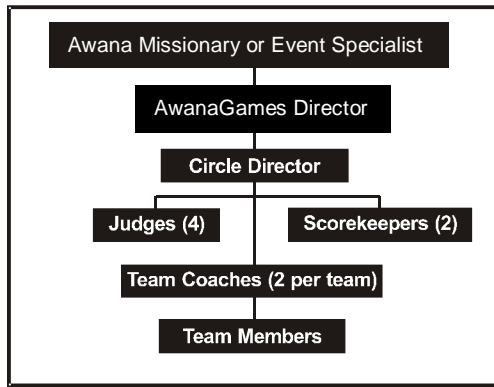 Awana Missionary or Event Specialist
AwanaGames Director
Circle Director
Judges (4)
Scorekeepers (2)
Team Coaches (2 per team)
Team Members